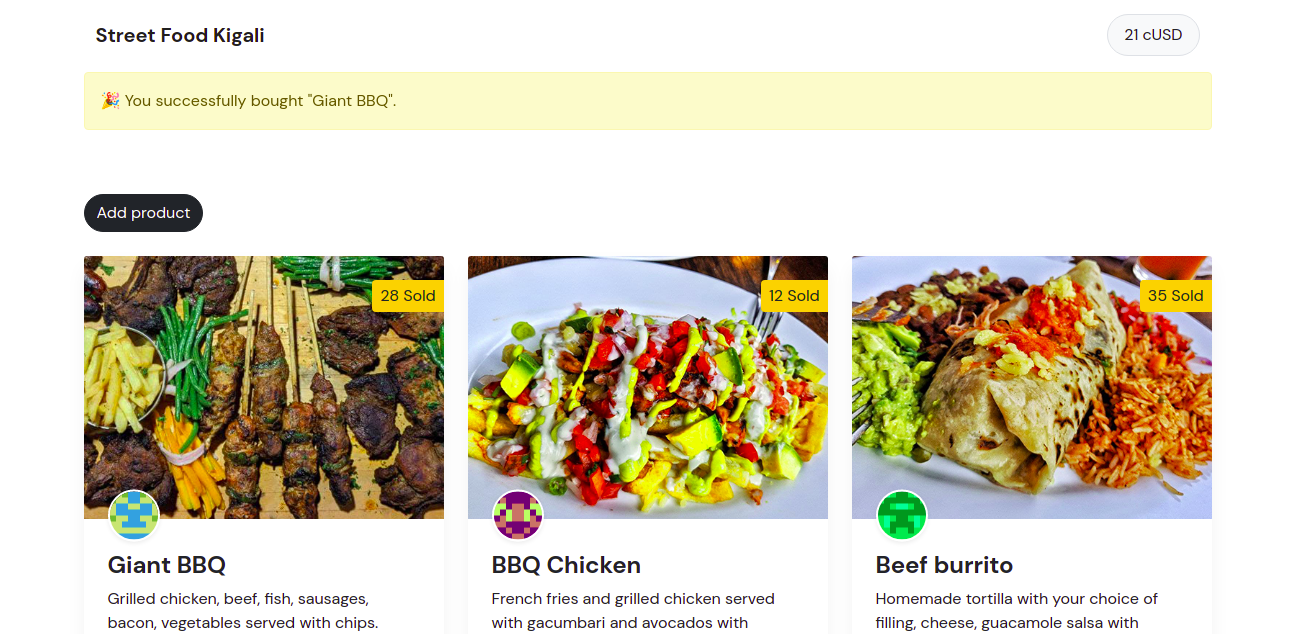 Street Food Kigali
21 cUSD
🎉 You successfully bought "Giant BBQ".
Add product
28 Sold
12 Sold
35 Sold
Giant BBQ
Grilled chicken, beef, fish, sausages,
bacon, vegetables served with chips.
BBQ Chicken
French fries and grilled chicken served
with gacumbari and avocados with
Beef burrito
Homemade tortilla with your choice of
filling, cheese, guacamole salsa with